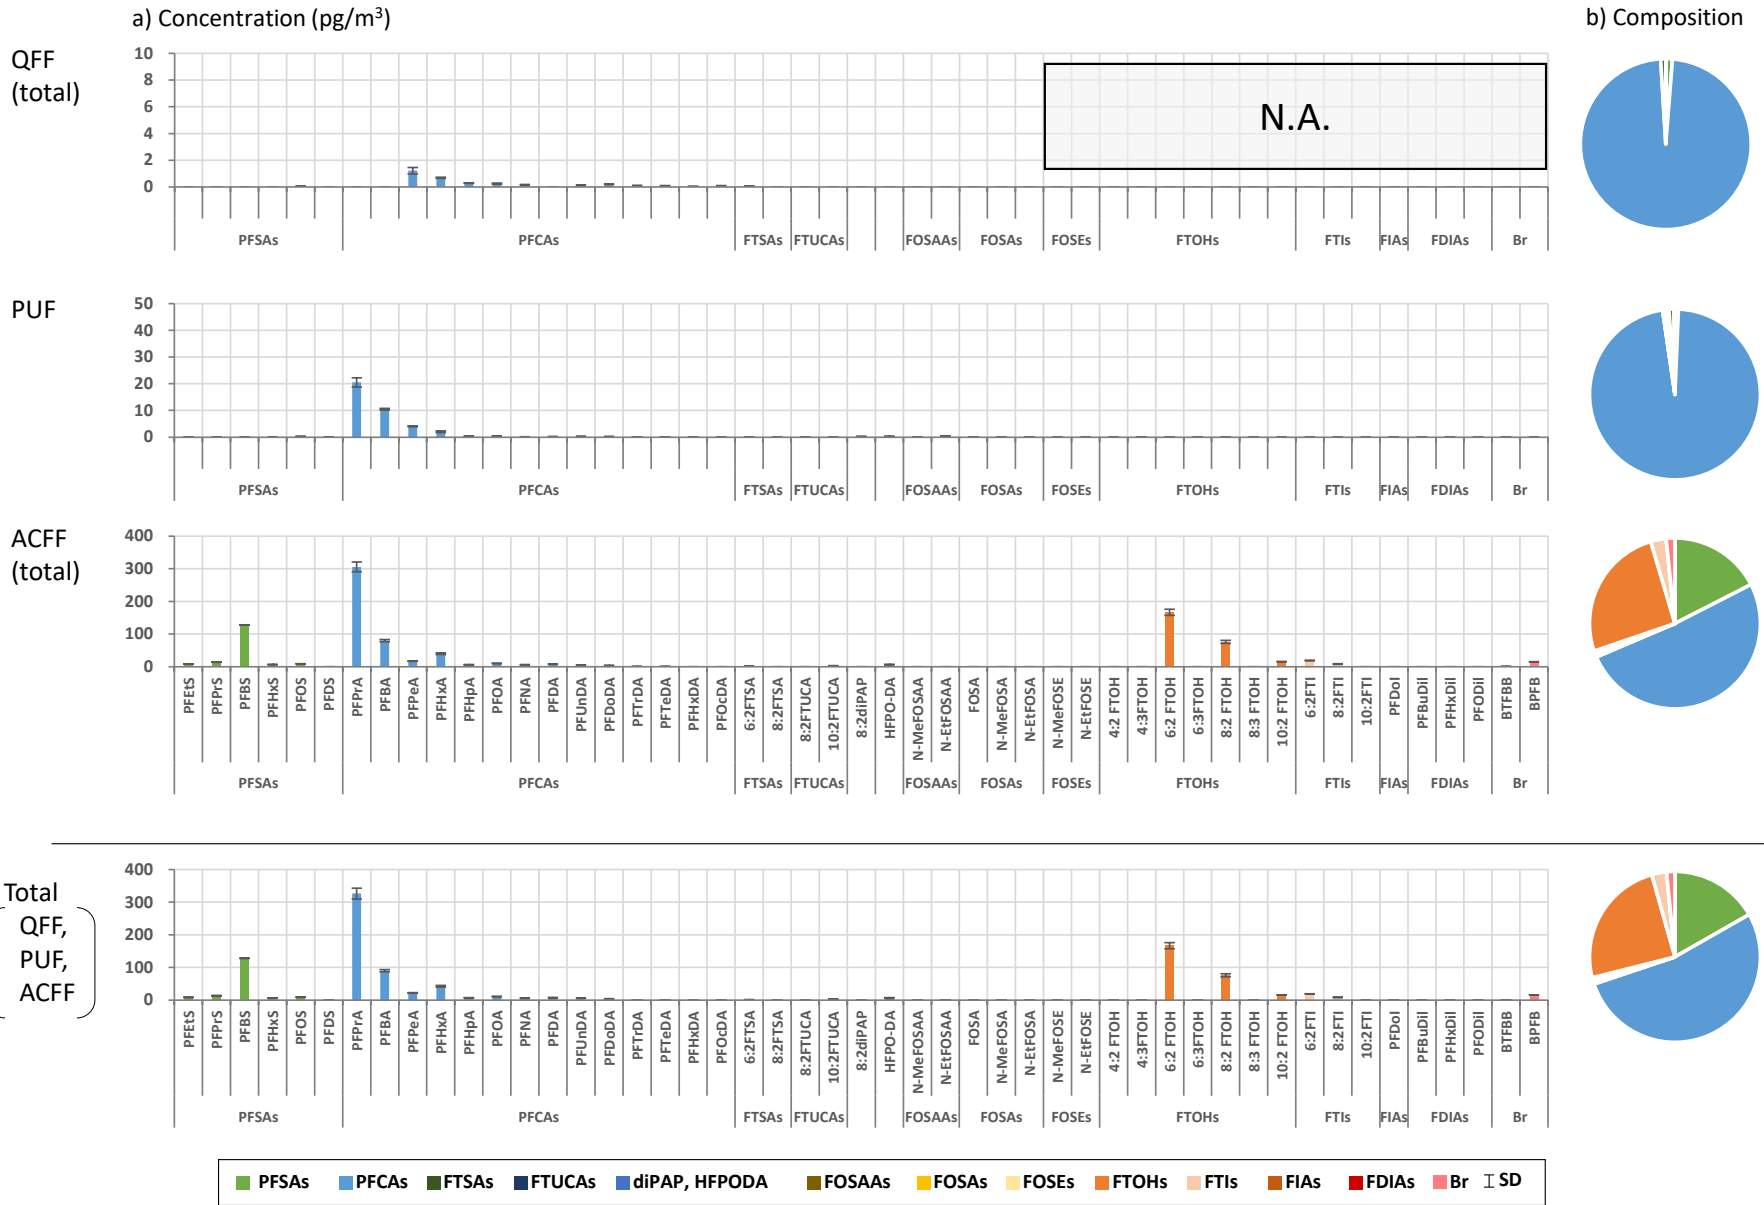 a) Concentration (pg/m³)
b) Composition
QFF
(total)
10
8
6
4
2
0
N.A.
PFSAs PFCAs FTSAs FTUCAs FOSAAs FOSAs FOSEs FTOHs FTIs FIAs FDIAs Br
PUF
50
40
30
20
10
0
PFSAs PFCAs FTSAs FTUCAs FOSAAs FOSAs FOSEs FTOHs FTIs FIAs FDIAs Br
ACFF
(total)
400
300
200
100
0
PFEtS
PFPrS
PFBS
PFHxS
PFOS
PFDS
PFPrA
PFBA
PFPeA
PFHxA
PFHpA
PFOA
PFNA
PFDA
PFUnDA
PFDoDA
PFTrDA
PFTeDA
PFHxDA
PFOcDA
6:2FTSA
8:2FTSA
8:2FTUCA
10:2FTUCA
8:2diPAP
HFPO-DA
N-MeFOSAA
N-EtFOSAA
FOSA
N-MeFOSA
N-EtFOSA
N-MeFOSE
N-EtFOSE
4:2 FTOH
4:3FTOH
6:2 FTOH
6:3FTOH
8:2 FTOH
8:3 FTOH
10:2 FTOH
6:2FTI
8:2FTI
10:2FTI
PFDoI
PFBuDiI
PFHxDiI
PFODiI
BTFBB
BPFB
PFSAs PFCAs FTSAs FTUCAs FOSAAs FOSAs FOSEs FTOHs FTIs FIAs FDIAs Br
Total
QFF,
PUF,
ACFF
400
300
200
100
0
PFEtS
PFPrS
PFBS
PFHxS
PFOS
PFDS
PFPrA
PFBA
PFPeA
PFHxA
PFHpA
PFOA
PFNA
PFDA
PFUnDA
PFDoDA
PFTrDA
PFTeDA
PFHxDA
PFOcDA
6:2FTSA
8:2FTSA
8:2FTUCA
10:2FTUCA
8:2diPAP
HFPO-DA
N-MeFOSAA
N-EtFOSAA
FOSA
N-MeFOSA
N-EtFOSA
N-MeFOSE
N-EtFOSE
4:2 FTOH
4:3FTOH
6:2 FTOH
6:3FTOH
8:2 FTOH
8:3 FTOH
10:2 FTOH
6:2FTI
8:2FTI
10:2FTI
PFDoI
PFBuDiI
PFHxDiI
PFODiI
BTFBB
BPFB
PFSAs PFCAs FTSAs FTUCAs FOSAAs FOSAs FOSEs FTOHs FTIs FIAs FDIAs Br
PFSAs PFCAs FTSAs FTUCAs diPAP, HFPODA FOSAAs FOSAs FOSEs FTOHs FTIs FIAs FDIAs Br SD